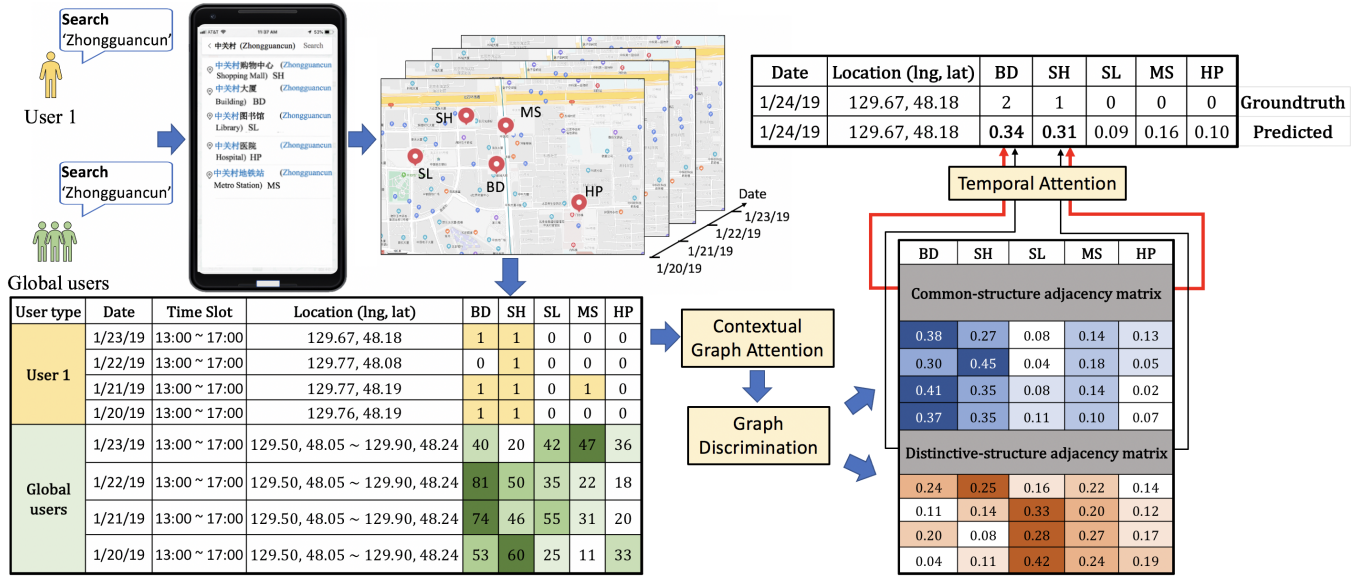 Search
'Zhongguancun'
User 1
Search
'Zhongguancun'
Global users
AT&T
11:07 AM
53%
中关村 (Zhongguancun) Search
中关村购物中心 (Zhongguancun
Shopping Mall) SH
中关村大厦 (Zhongguancun
Building) BD
中关村图书馆 (Zhongguancun
Library) SL
中关村医院 (Zhongguancun
Hospital) HP
中关村地铁站 (Zhongguancun
Metro Station) MS
SH
MS
SL
BD
HP
Date
1/23/19
1/22/19
1/21/19
1/20/19
Date Location (lng, lat) BD SH SL MS HP
1/24/19 129.67, 48.18 2 1 0 0 0 Groundtruth
1/24/19 129.67, 48.18 0.34 0.31 0.09 0.16 0.10 Predicted
Temporal Attention
User type Date Time Slot Location (lng, lat) BD SH SL MS HP
User 1
1/23/19 13:00 ~ 17:00 129.67, 48.18 1 1 0 0 0
1/22/19 13:00 ~ 17:00 129.77, 48.08 0 1 0 0 0
1/21/19 13:00 ~ 17:00 129.77, 48.19 1 1 0 1 0
1/20/19 13:00 ~ 17:00 129.76, 48.19 1 1 0 0 0
Global
users
1/23/19 13:00 ~ 17:00 129.50, 48.05 ~ 129.90, 48.24 40 20 42 47 36
1/22/19 13:00 ~ 17:00 129.50, 48.05 ~ 129.90, 48.24 81 50 35 22 18
1/21/19 13:00 ~ 17:00 129.50, 48.05 ~ 129.90, 48.24 74 46 55 31 20
1/20/19 13:00 ~ 17:00 129.50, 48.05 ~ 129.90, 48.24 53 60 25 11 33
Contextual
Graph Attention
Graph
Discrimination
BD SH SL MS HP
Common-structure adjacency matrix
0.38 0.27 0.08 0.14 0.13
0.30 0.45 0.04 0.18 0.05
0.41 0.35 0.08 0.14 0.02
0.37 0.35 0.11 0.10 0.07
Distinctive-structure adjacency matrix
0.24 0.25 0.16 0.22 0.14
0.11 0.14 0.33 0.20 0.12
0.20 0.08 0.28 0.27 0.17
0.04 0.11 0.42 0.24 0.19